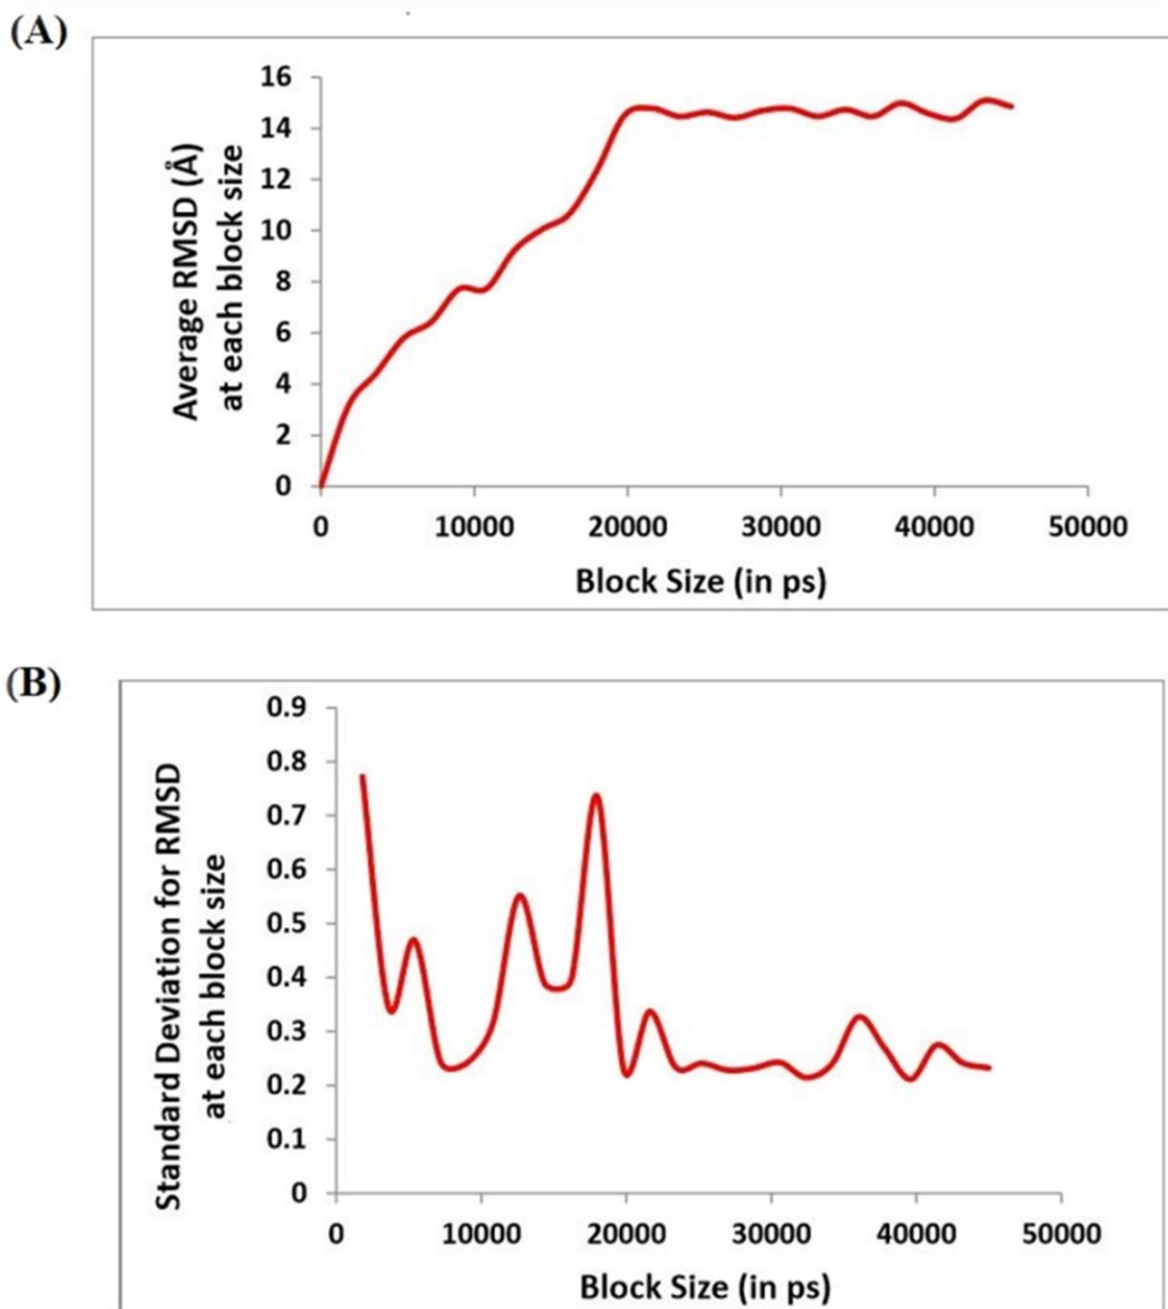 (A)
16
14
12
10
8
6
4
2
0
Average RMSD (Å)
at each block size
0 10000 20000 30000 40000 50000
Block Size (in ps)
(B)
0.9
0.8
0.7
0.6
0.5
0.4
0.3
0.2
0.1
0
Standard Deviation for RMSD
at each block size
0 10000 20000 30000 40000 50000
Block Size (in ps)